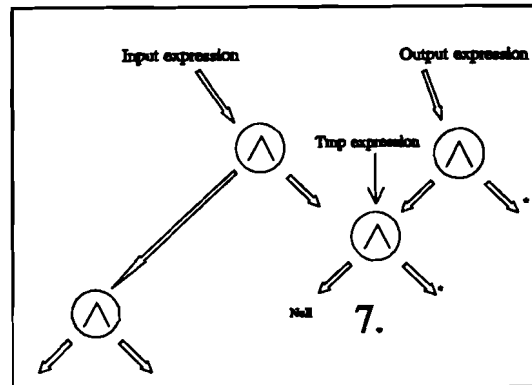 Input expression
Output expression
Tmp expression
∧
∧
*
∧
Null
*
7.
∧